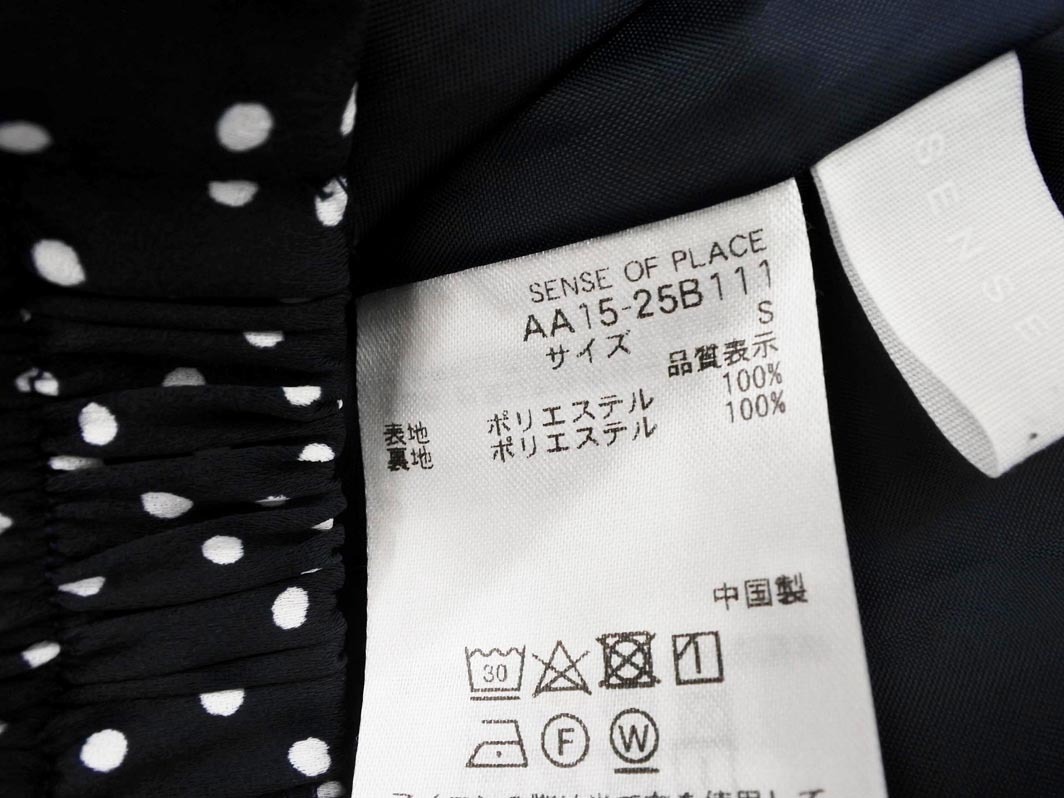 SENSE OF PLACE
AA15-25B111
サイズ S
品質表示
表地 ポリエステル 100%
裏地 ポリエステル 100%
中国製
30
F
W
SENSE